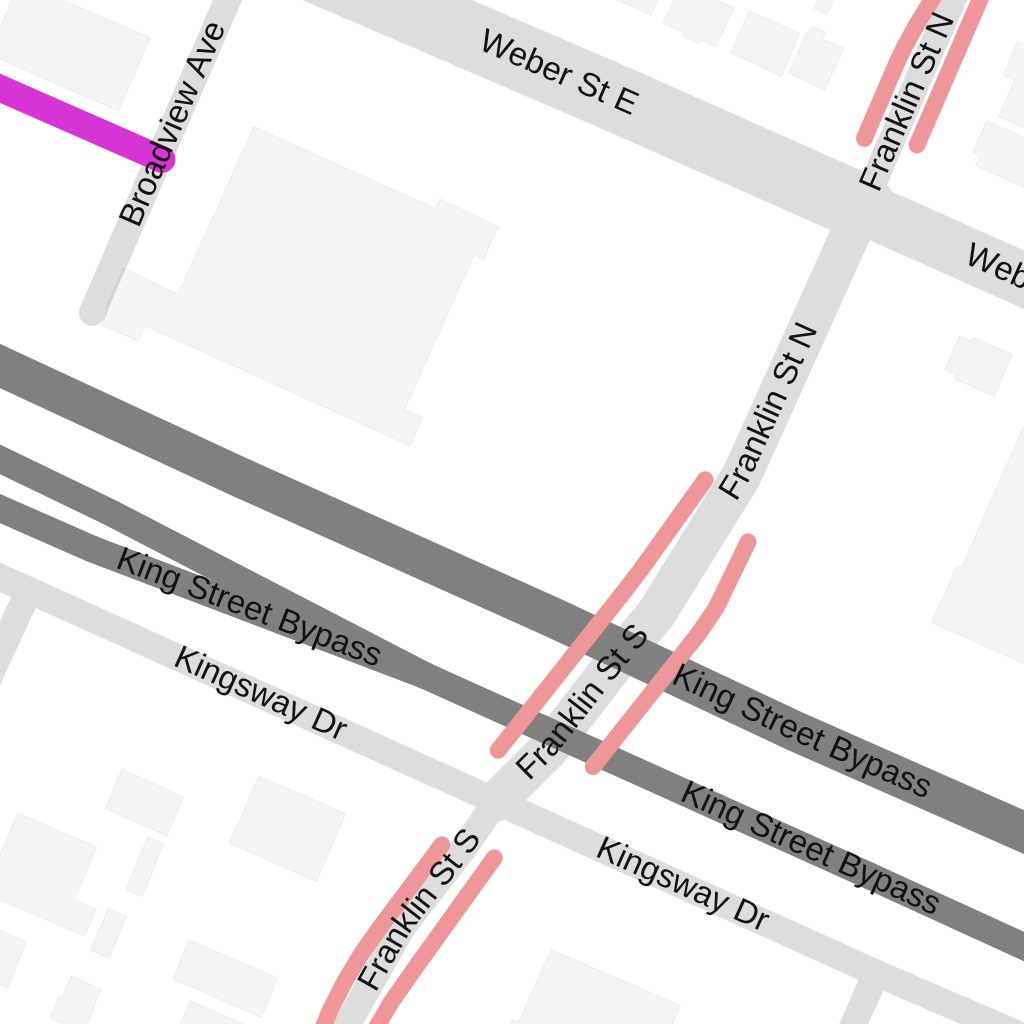 Weber St E
Franklin St N
Broadview Ave
Web
Franklin St N
King Street Bypass
Kingsway Dr
Franklin St S
King Street Bypass
King Street Bypass
Franklin St S
Kingsway Dr